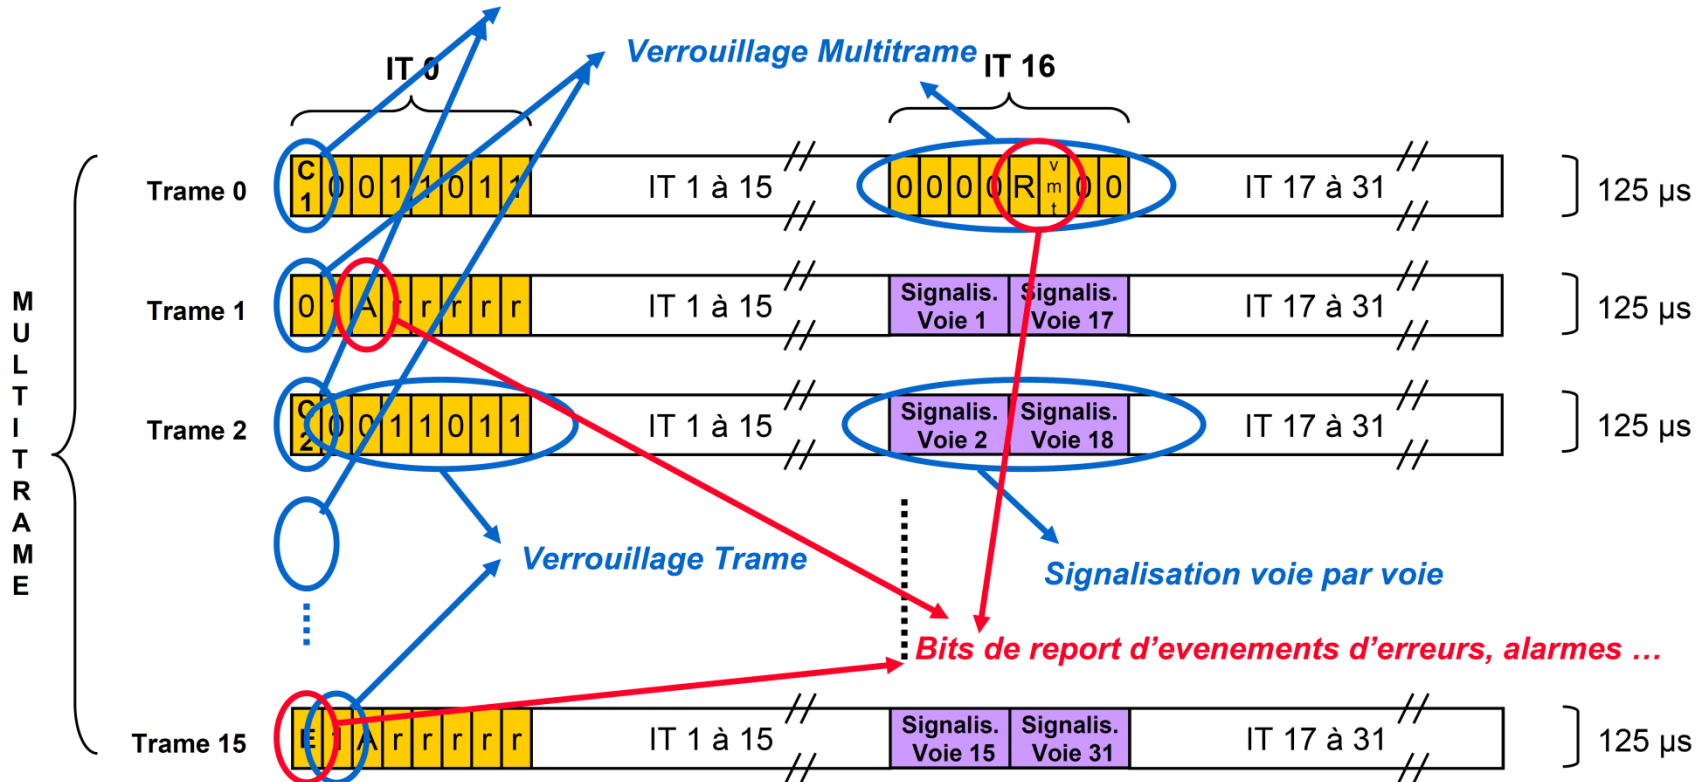 Verrouillage Multitrame
IT 0
IT 16
Trame 0
C1 0 0 1 1 0 1 1
IT 1 à 15
0 0 0 0 R vmt 0 0
IT 17 à 31
125 µs
Trame 1
0 1 A r r r r r
IT 1 à 15
Signalis. Voie 1
Signalis. Voie 17
IT 17 à 31
125 µs
MULTITRAME
Trame 2
C2 0 0 1 1 0 1 1
IT 1 à 15
Signalis. Voie 2
Signalis. Voie 18
IT 17 à 31
125 µs
Verrouillage Trame
Signalisation voie par voie
Bits de report d'evenements d'erreurs, alarmes ...
Trame 15
E 1 A r r r r r
IT 1 à 15
Signalis. Voie 15
Signalis. Voie 31
IT 17 à 31
125 µs